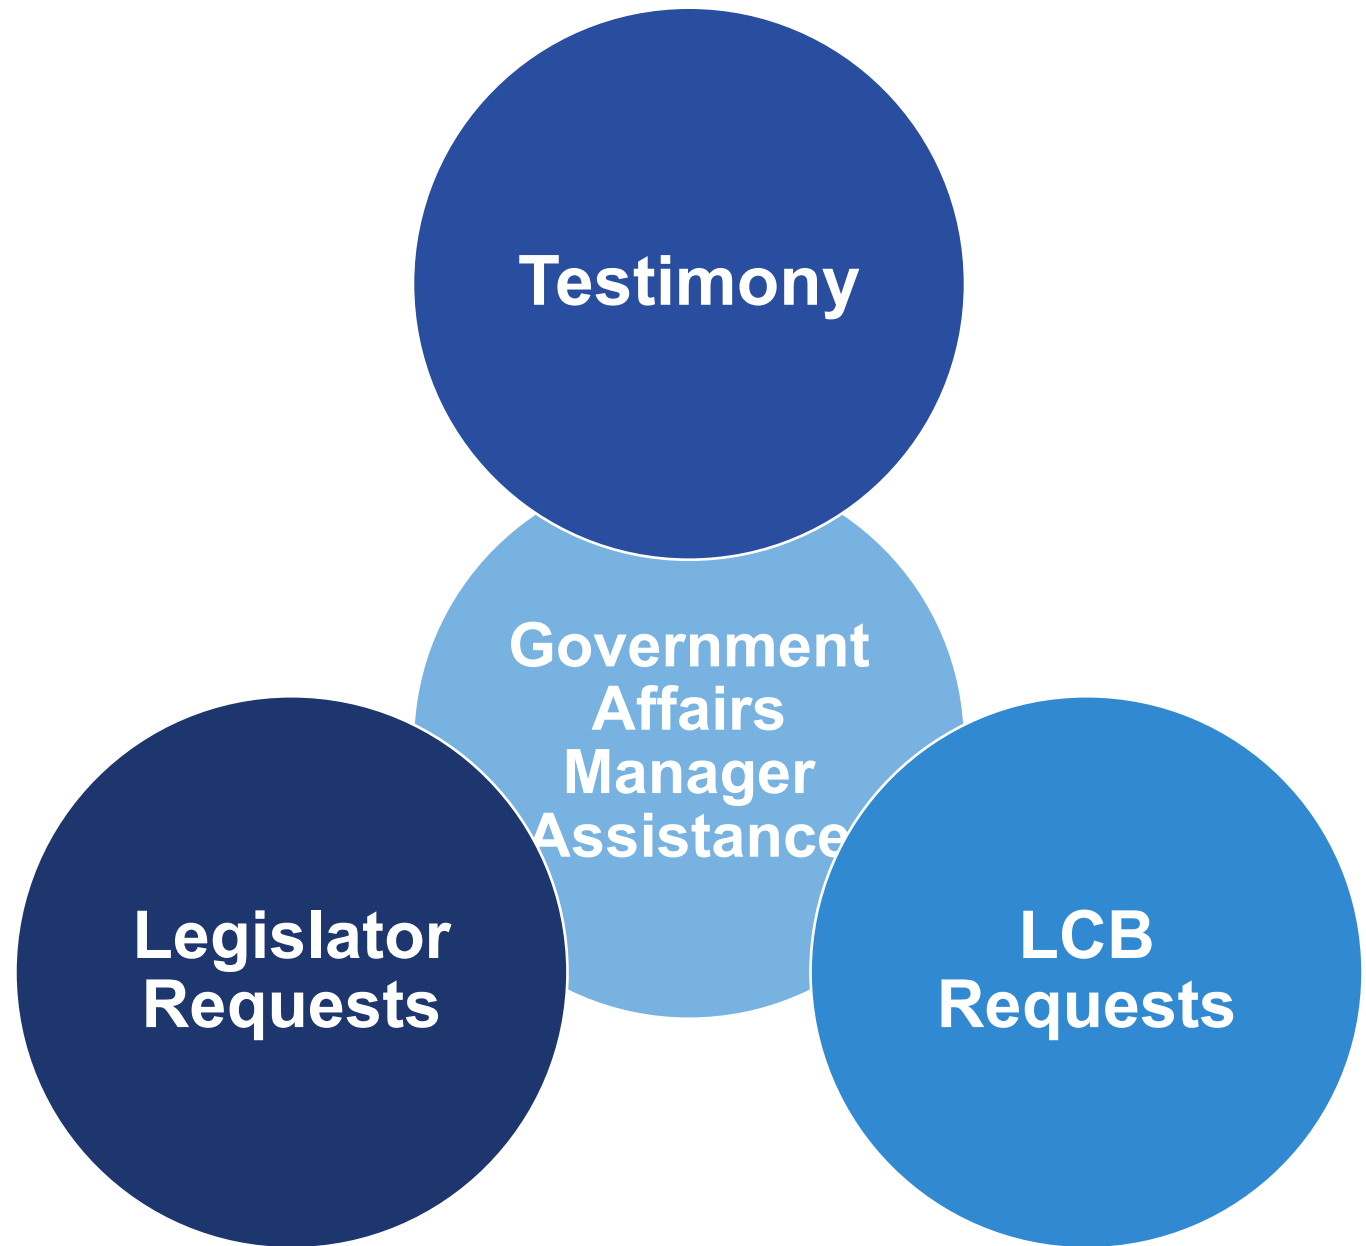 Testimony
Government
Affairs
Manager
Assistance
Legislator
Requests
LCB
Requests